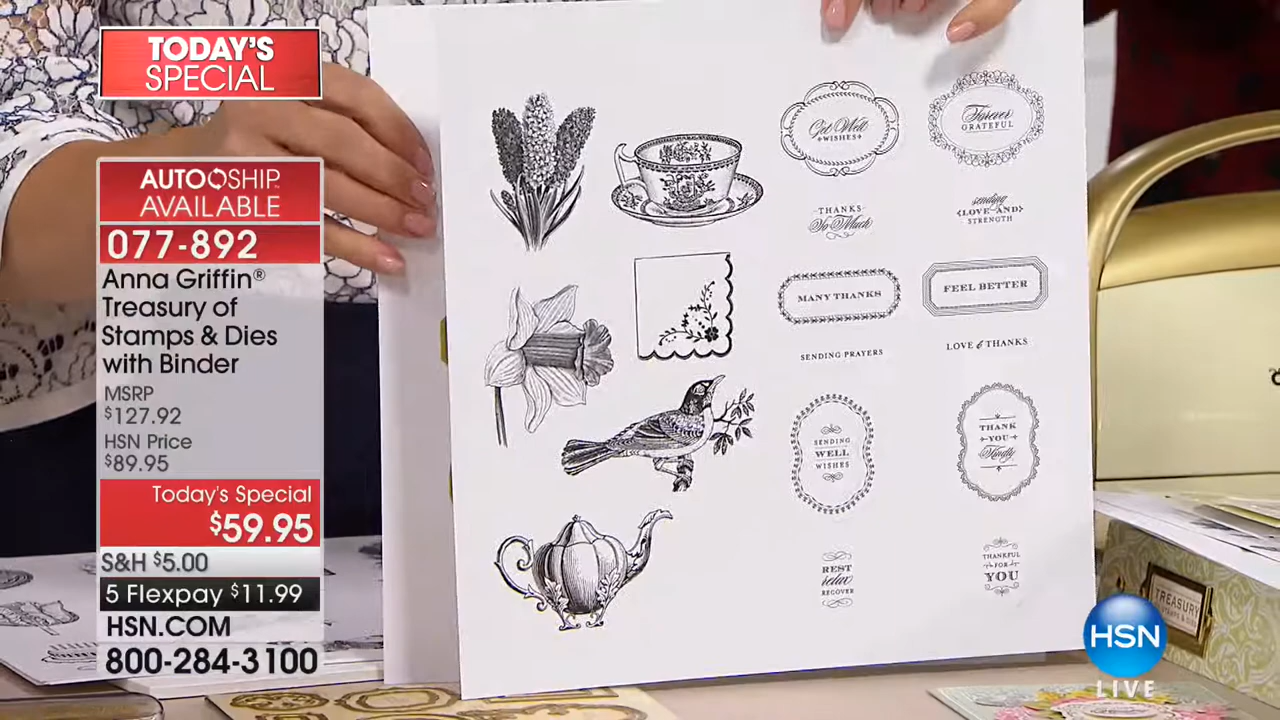 TODAY'S
SPECIAL
AUTOSHIP
AVAILABLE
077-892
Anna Griffin®
Treasury of
Stamps & Dies
with Binder
MSRP
$127.92
HSN Price
$89.95
Today's Special
$59.95
S&H $5.00
5 Flexpay $11.99
HSN.COM
800-284-3100
Get Well
WISHES
Forever
GRATEFUL
THANKS
So Much
sending
LOVE AND
STRENGTH
MANY THANKS
FEEL BETTER
SENDING PRAYERS
LOVE & THANKS
SENDING
WELL
WISHES
THANK
YOU
Kindly
REST
relax
RECOVER
THANKFUL
FOR
YOU
TREASURY
STAMPS & DIES
HSN
LIVE